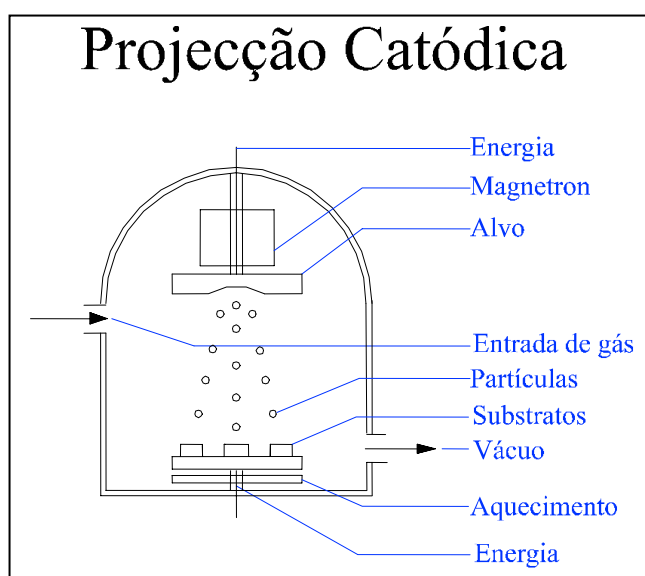 Projecção Catódica
Energia
Magnetron
Alvo
Entrada de gás
Partículas
Substratos
Vácuo
Aquecimento
Energia